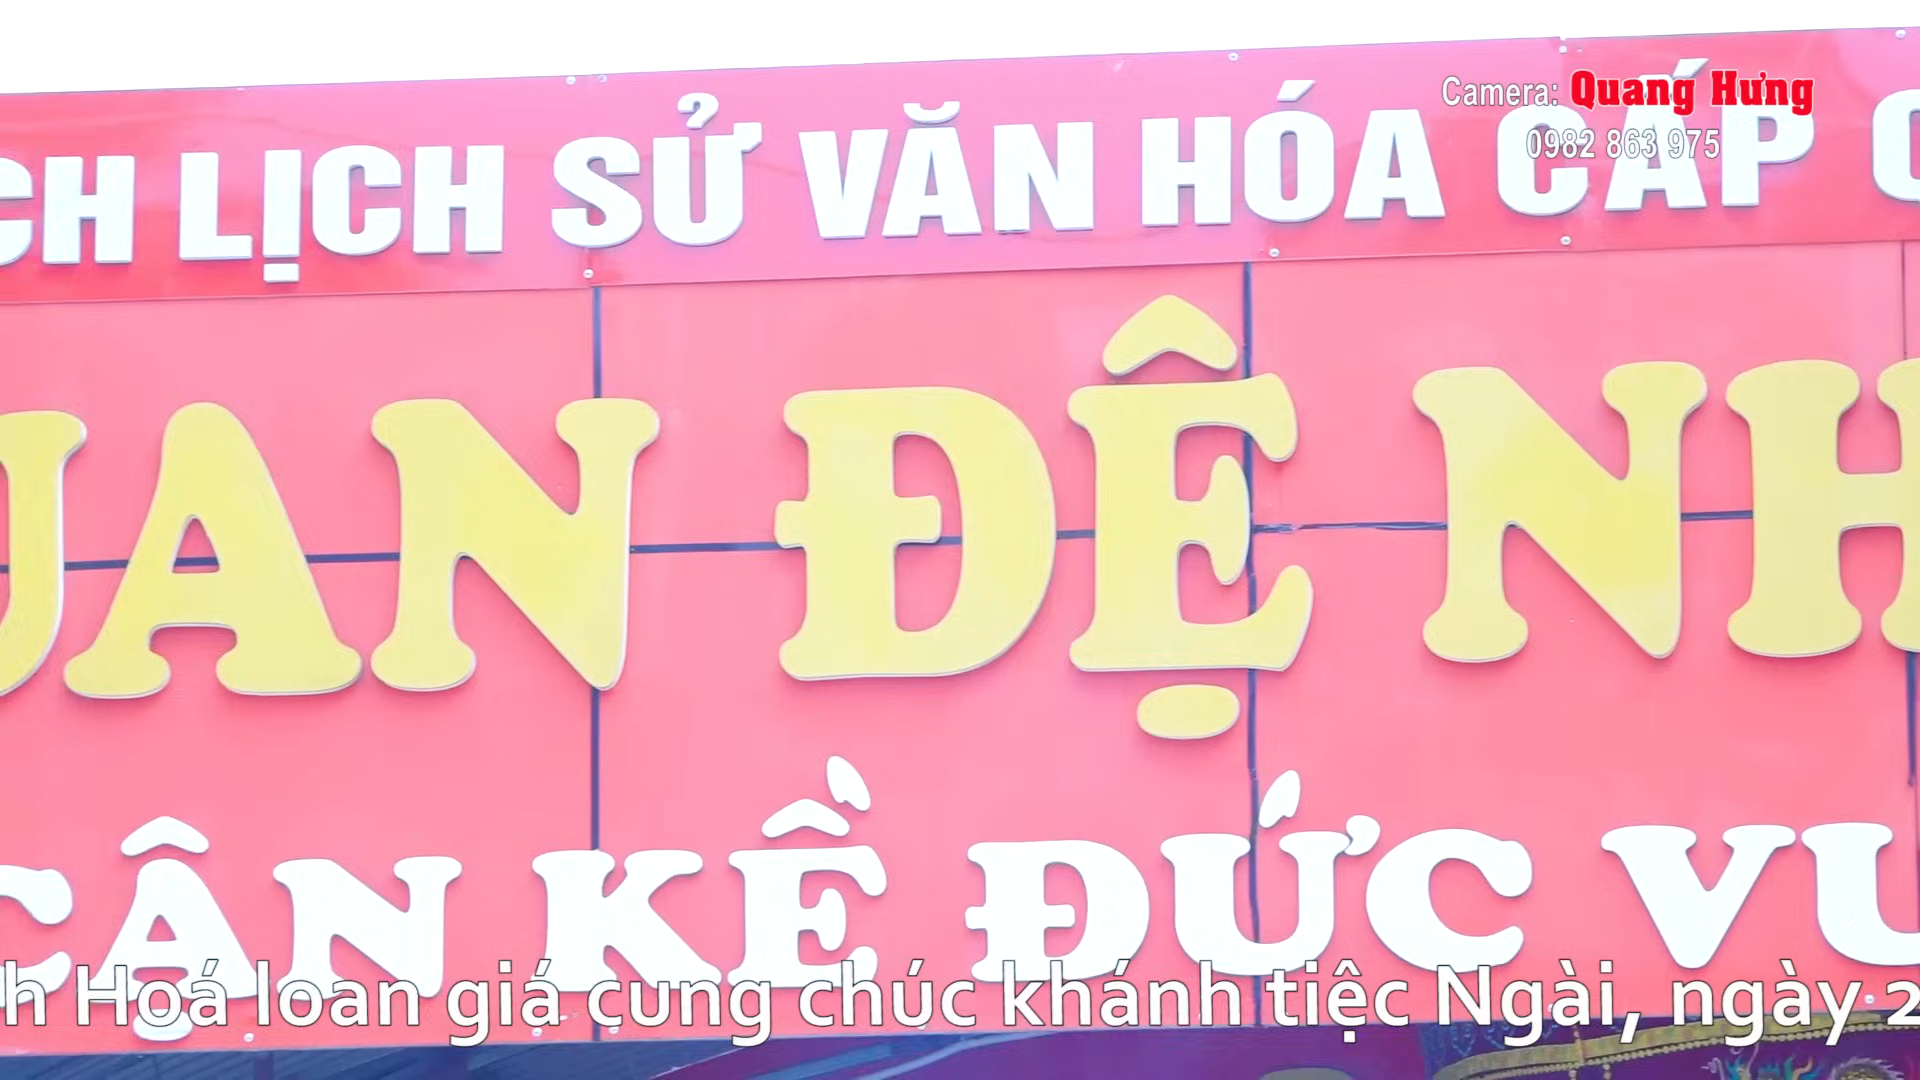 Camera: Quang Hưng
0982 863 975
CH LỊCH SỬ VĂN HÓA CẤP
UAN ĐỆ NH
CẬN KỀ ĐỨC VU
h Hoá loan giá cung chúc khánh tiệc Ngài, ngày 2